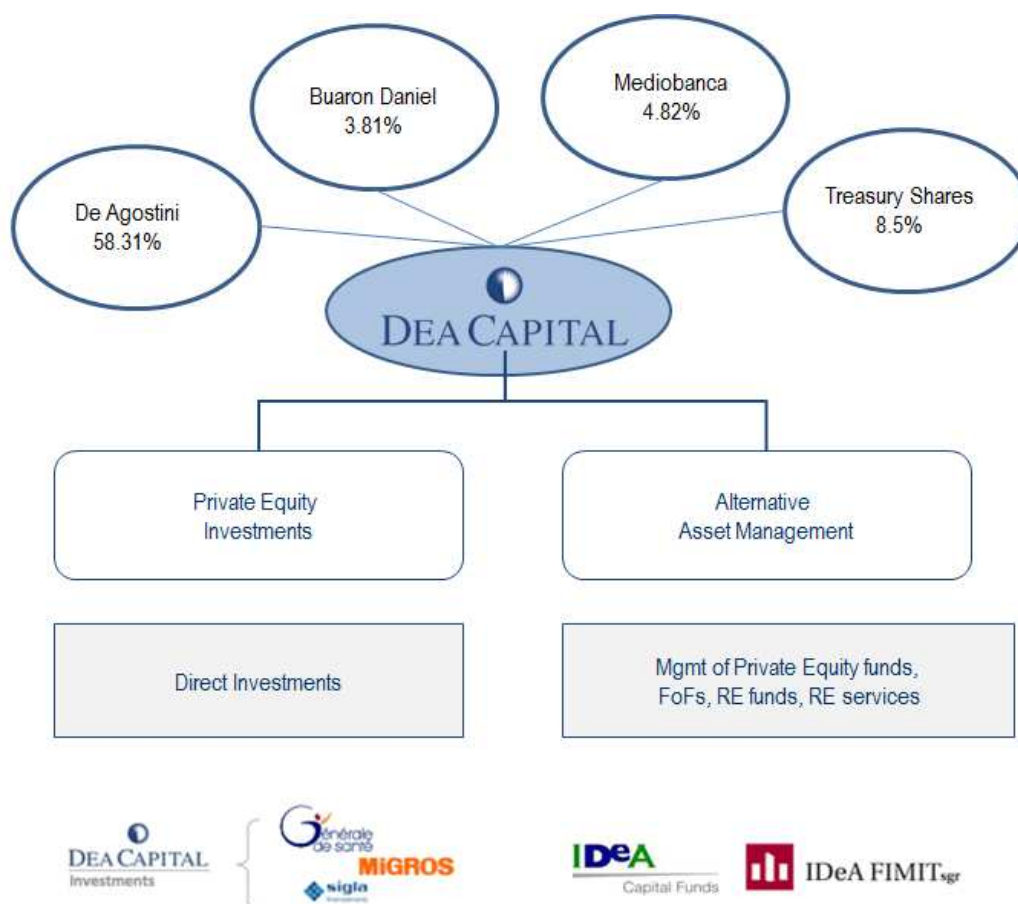 Buaron Daniel
3.81%
Mediobanca
4.82%
De Agostini
58.31%
Treasury Shares
8.5%
DEA CAPITAL
Private Equity
Investments
Alternative
Asset Management
Direct Investments
Mgmt of Private Equity funds,
FoFs, RE funds, RE services
DEA CAPITAL
Investments
Générale
de santé
MiGROS
sigla
IDeA
Capital Funds
IDeA FIMITsgr